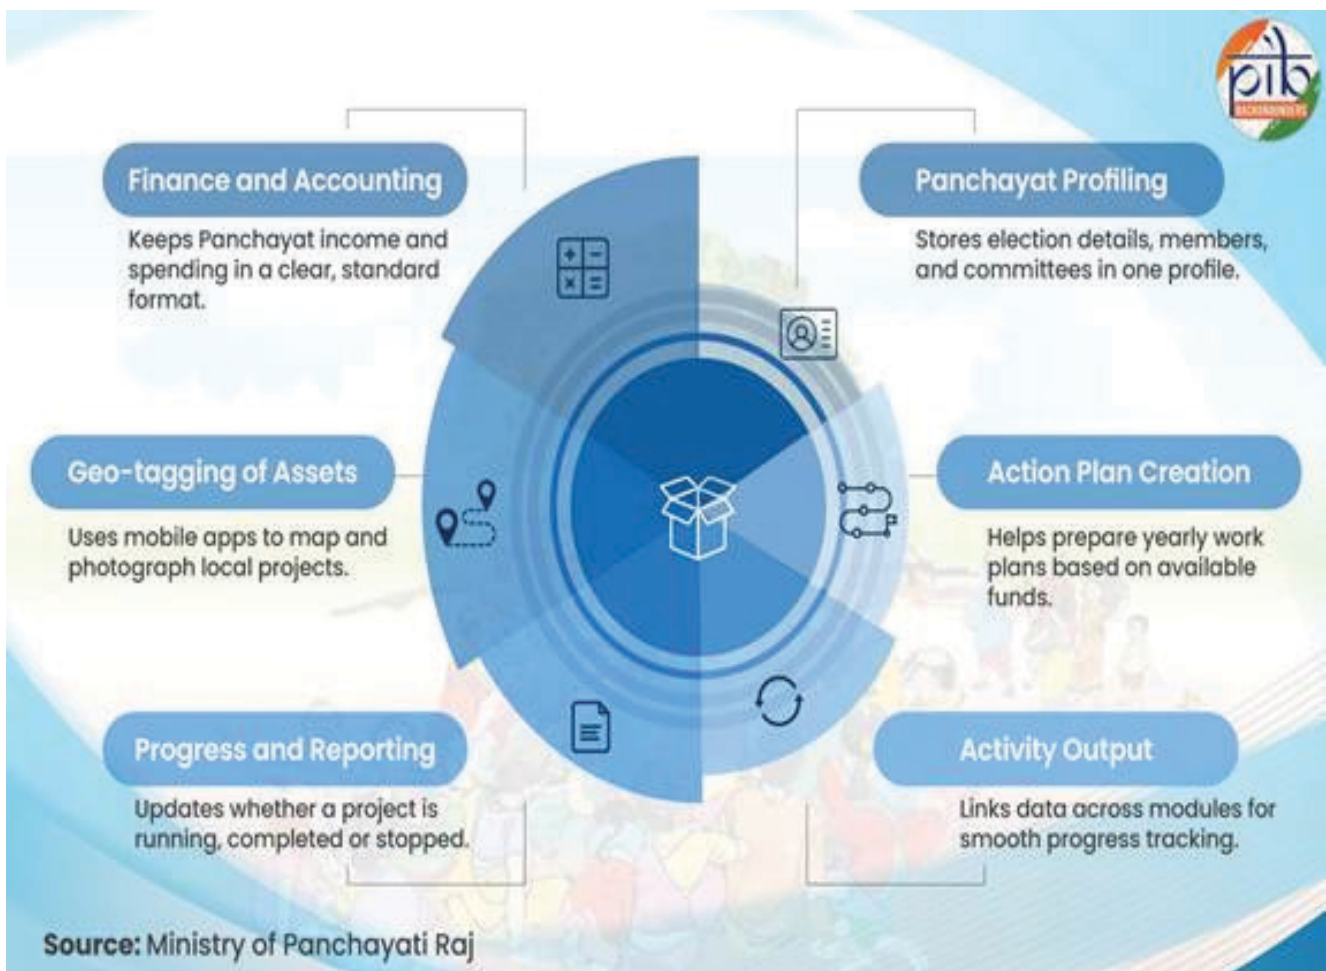 pib
BACKGROUNDERS
Finance and Accounting
Keeps Panchayat income and
spending in a clear, standard
format.
Panchayat Profiling
Stores election details, members,
and committees in one profile.
Geo-tagging of Assets
Uses mobile apps to map and
photograph local projects.
Action Plan Creation
Helps prepare yearly work
plans based on available
funds.
Progress and Reporting
Updates whether a project is
running, completed or stopped.
Activity Output
Links data across modules for
smooth progress tracking.
Source: Ministry of Panchayati Raj